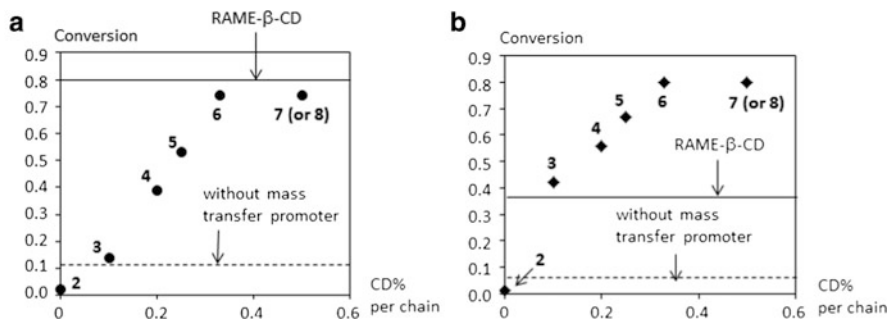 a
Conversion
RAME-β-CD
0.9
0.8
0.7
0.6
0.5
0.4
0.3
0.2
0.1
0.0
0
0.2
0.4
0.6
2
3
4
5
6
7 (or 8)
without mass
transfer promoter
CD%
per chain
b
Conversion
0.9
0.8
0.7
0.6
0.5
0.4
0.3
0.2
0.1
0.0
0
0.2
0.4
0.6
2
3
4
5
6
7 (or 8)
RAME-β-CD
without mass
transfer promoter
CD%
per chain